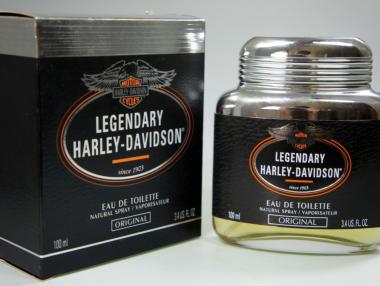 MOTOR
HARLEY-DAVIDSON
CYCLES
LEGENDARY
HARLEY-DAVIDSON®
since 1903
EAU DE TOILETTE
NATURAL SPRAY / VAPORISATEUR
ORIGINAL
100 ml
3.4 US. FL. OZ
MOTOR
CYCLES
LEGENDARY
HARLEY-DAVIDSON®
since 1903
EAU DE TOILETTE
NATURAL SPRAY / VAPORISATEUR
ORIGINAL
100 ml
3.4 US. FL. OZ.